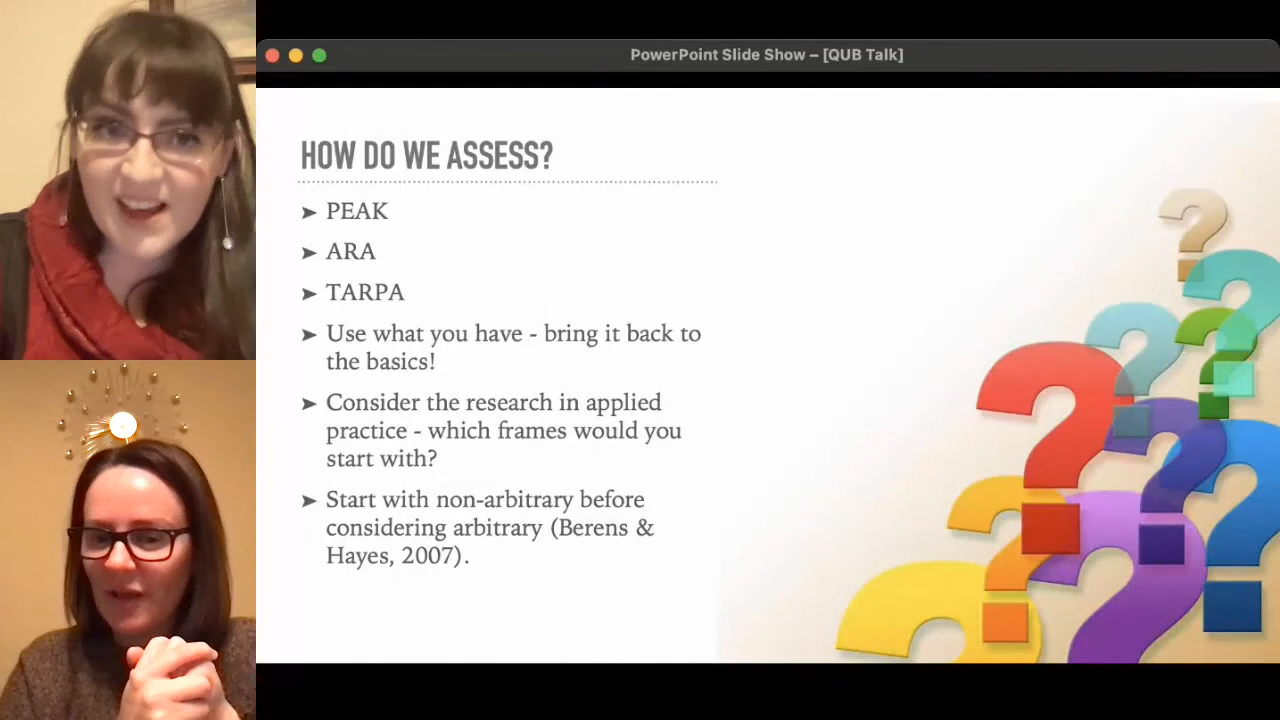 PowerPoint Slide Show – [QUB Talk]
HOW DO WE ASSESS?
➤ PEAK
➤ ARA
➤ TARPA
➤ Use what you have - bring it back to
the basics!
➤ Consider the research in applied
practice - which frames would you
start with?
➤ Start with non-arbitrary before
considering arbitrary (Berens &
Hayes, 2007).